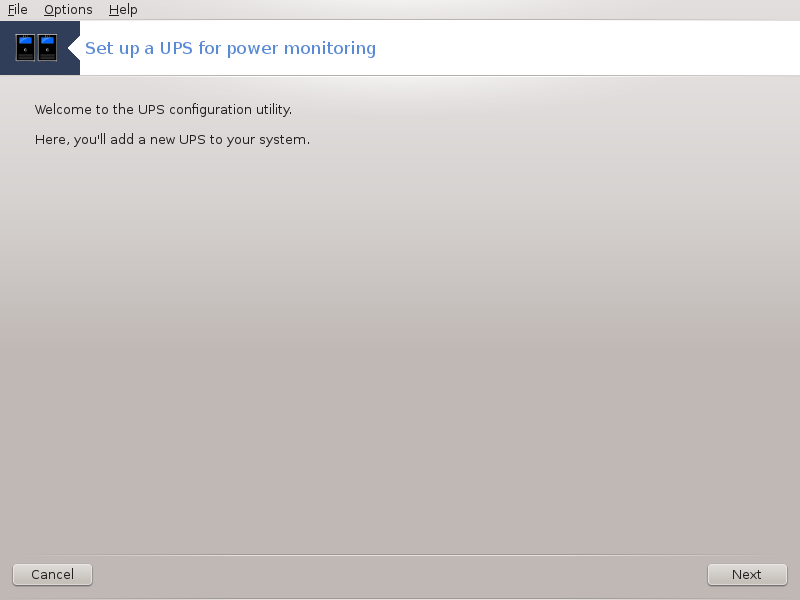 File Options Help
Set up a UPS for power monitoring
Welcome to the UPS configuration utility.
Here, you'll add a new UPS to your system.
Cancel Next